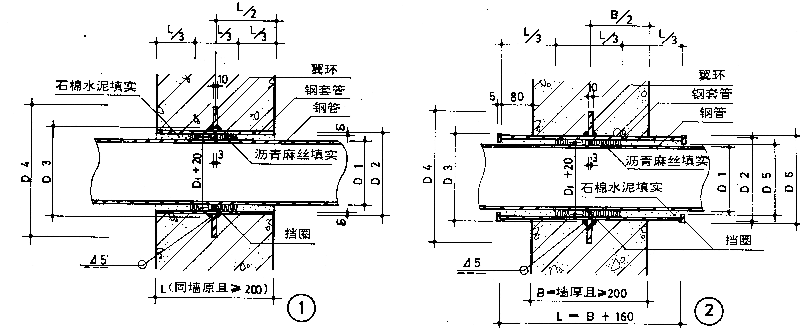 L/2
L/3
L/3
L/3
10
石棉水泥填实
翼环
钢套管
钢管
δ
D4
D3
D1+20
3
沥青麻丝填实
D1
D2
δ
挡圈
Δ5
L(同墙厚且≥200)
①
B/2
L/3
L/3
L/3
10
5
80
翼环
钢套管
钢管
D4
D3
D1+20
3
沥青麻丝填实
石棉水泥填实
D1
D2
D5
D6
挡圈
Δ5
B=墙厚且≥200
L = B + 160
②